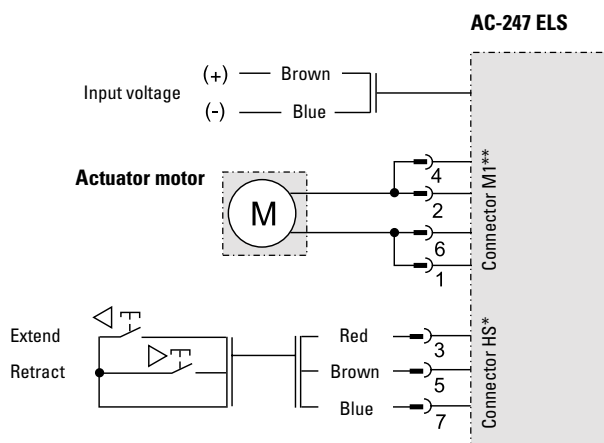 AC-247 ELS
Input voltage
(+) Brown
(-) Blue
Actuator motor
M
4
2
6
1
Connector M1**
Extend
Retract
Red 3
Brown 5
Blue 7
Connector HS*